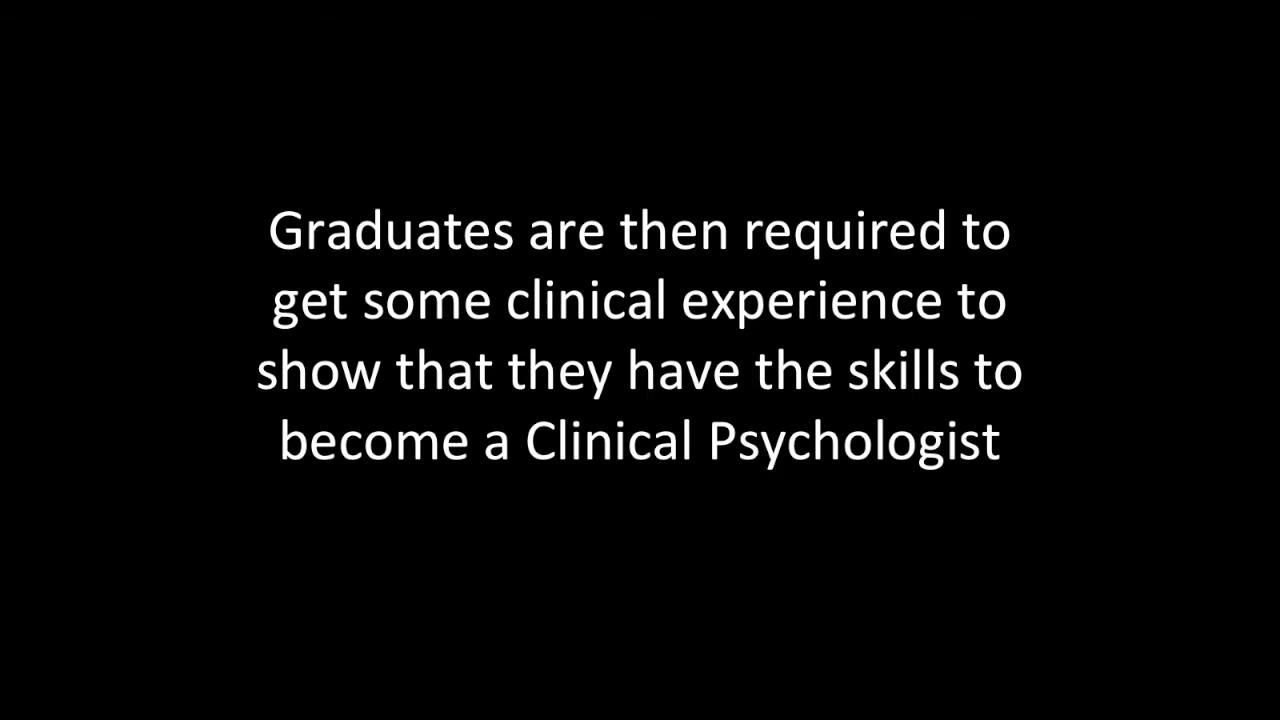 Graduates are then required to
get some clinical experience to
show that they have the skills to
become a Clinical Psychologist